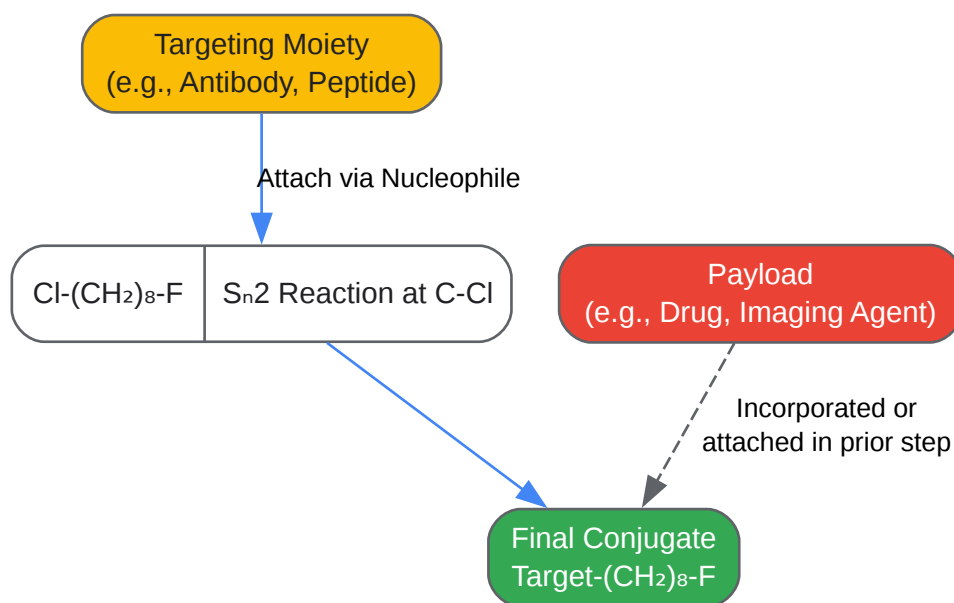 Targeting Moiety
(e.g., Antibody, Peptide)
Attach via Nucleophile
Cl-(CH₂)₈-F
Sₙ2 Reaction at C-Cl
Payload
(e.g., Drug, Imaging Agent)
Incorporated or
attached in prior step
Final Conjugate
Target-(CH₂)₈-F